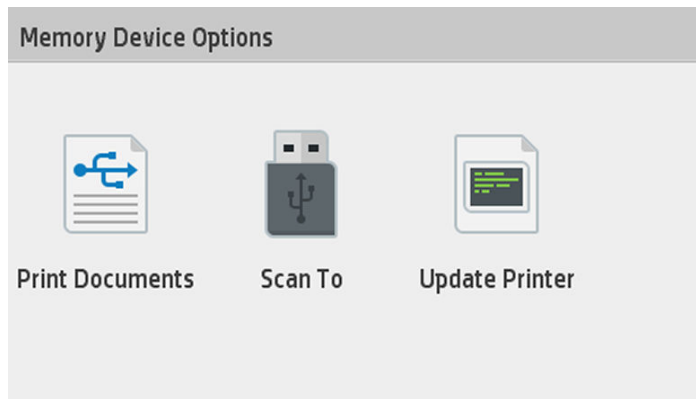 Memory Device Options
Print Documents
Scan To
Update Printer